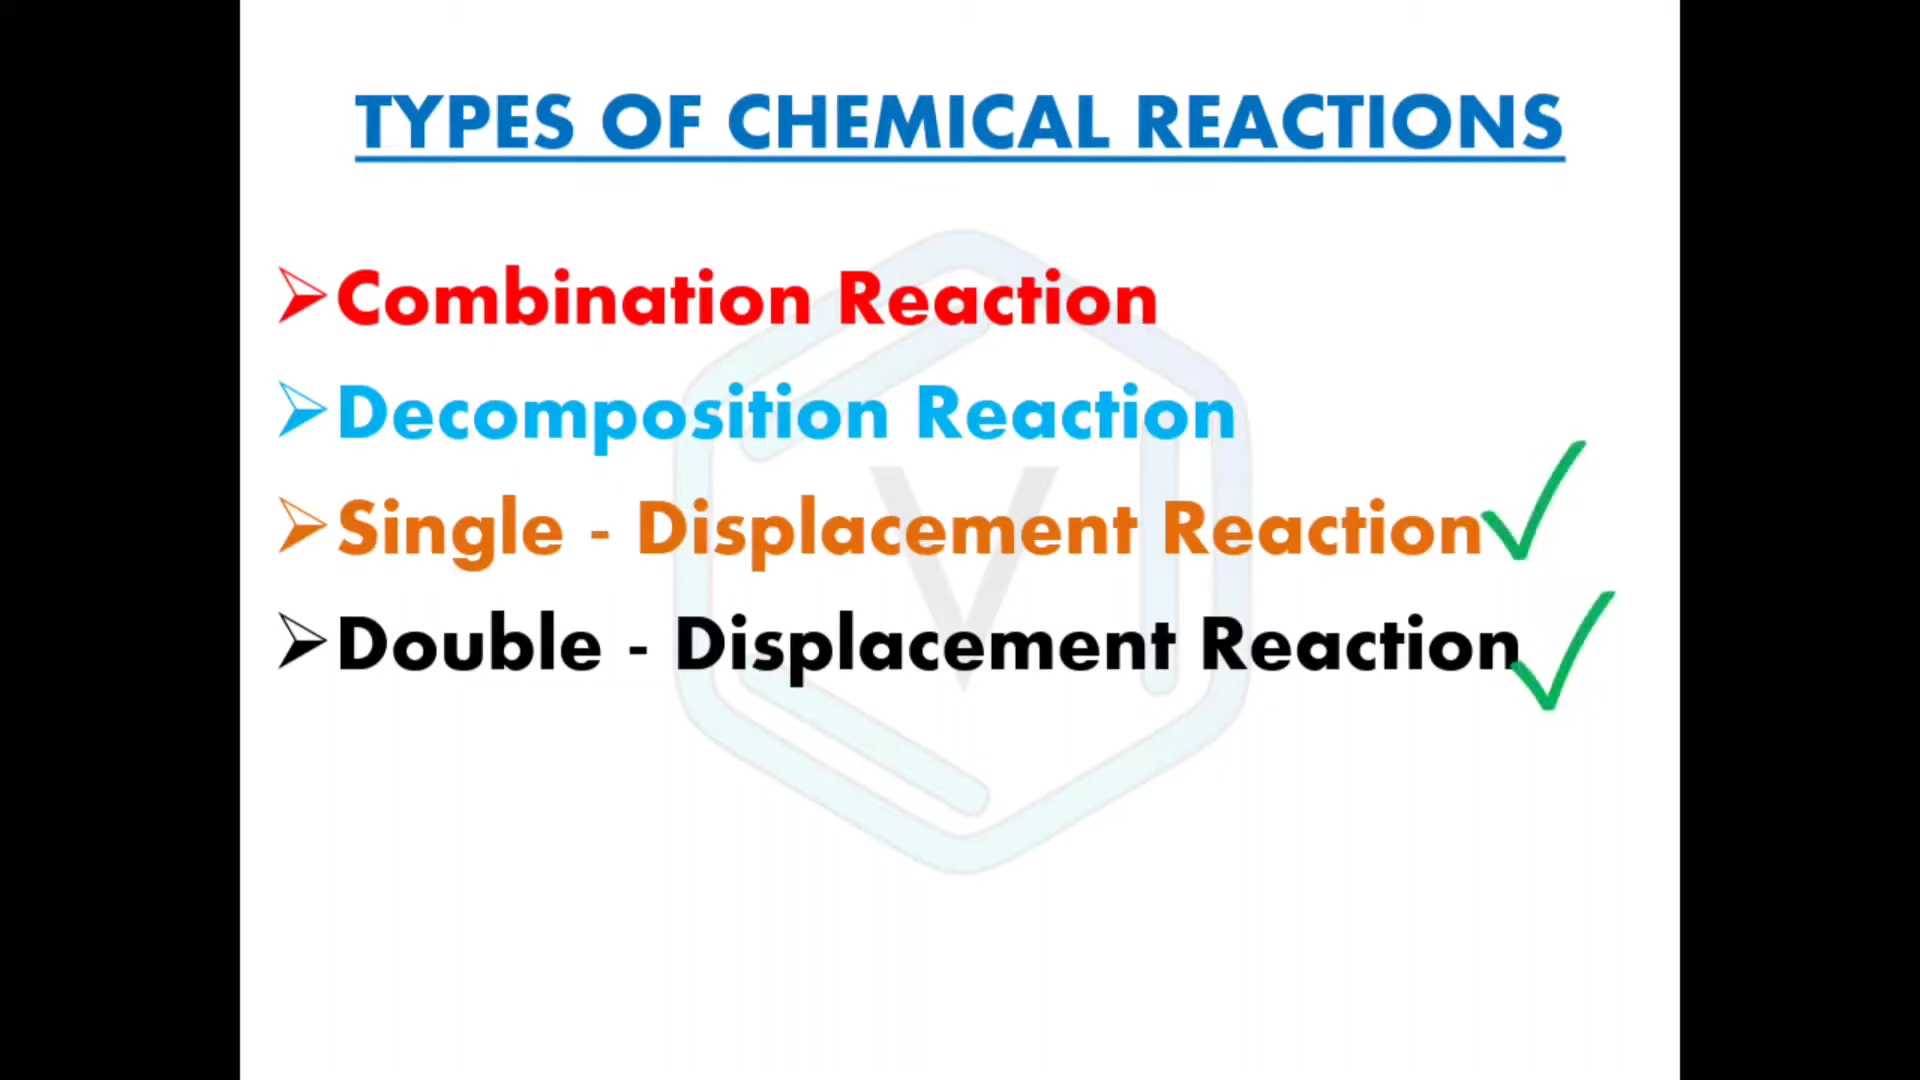 TYPES OF CHEMICAL REACTIONS
➢Combination Reaction
➢Decomposition Reaction
➢Single - Displacement Reaction✓
➢Double - Displacement Reaction✓
V